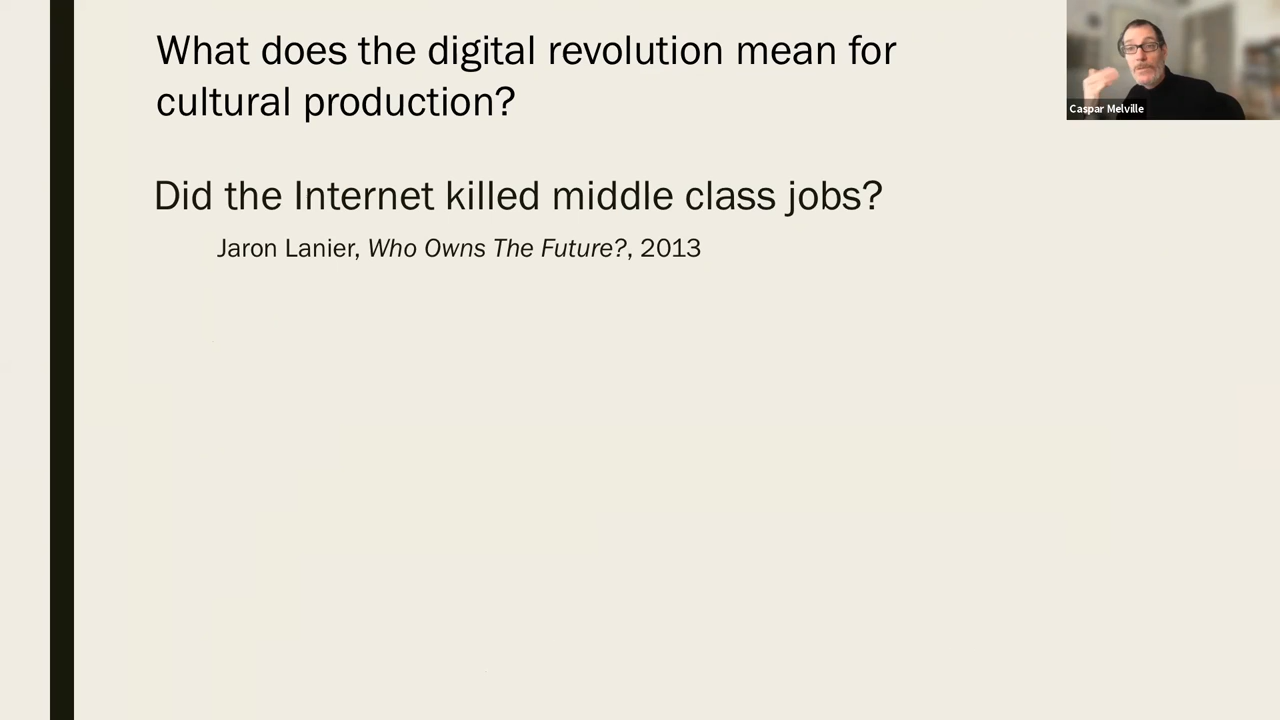 What does the digital revolution mean for
cultural production?
Did the Internet killed middle class jobs?
Jaron Lanier, Who Owns The Future?, 2013
Caspar Melville